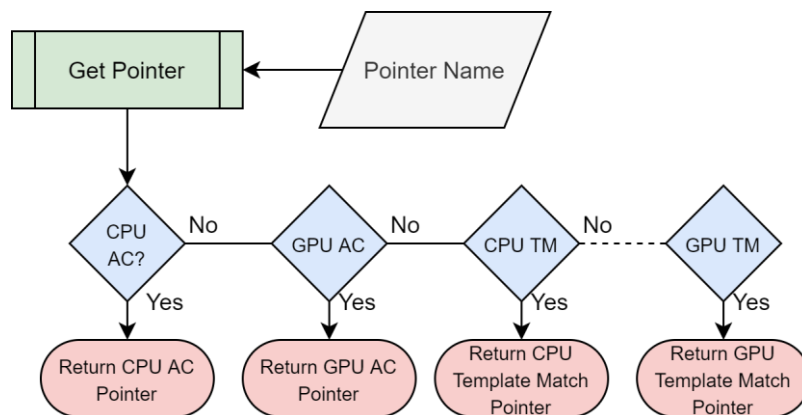 Get Pointer
Pointer Name
CPU
AC?
No
GPU AC
No
CPU TM
No
GPU TM
Yes
Yes
Yes
Yes
Return CPU AC
Pointer
Return GPU AC
Pointer
Return CPU
Template Match
Pointer
Return GPU
Template Match
Pointer